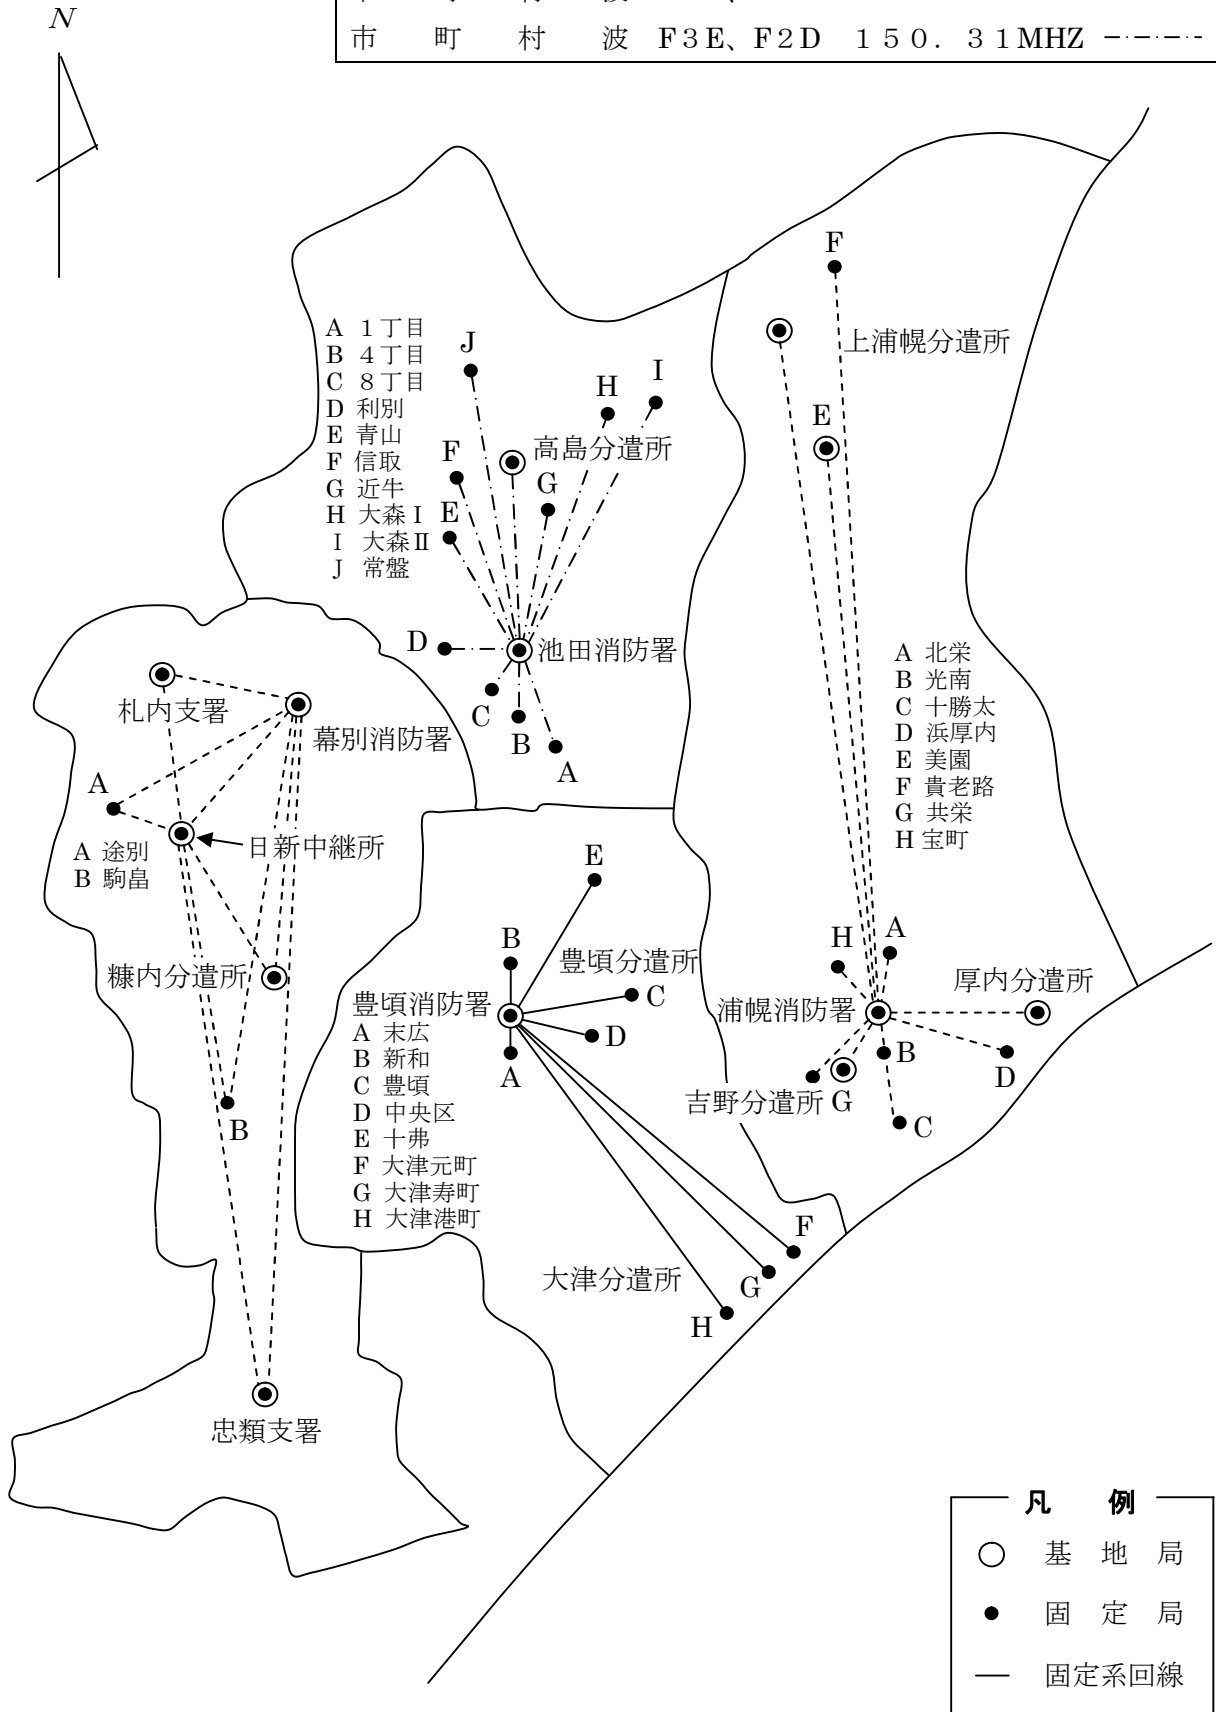 N
市 町 村 波 F3E、F2D 150.31MHZ
F
上浦幌分遣所
E
A 1丁目
B 4丁目
C 8丁目
D 利別
E 青山
F 信取
G 近牛
H 大森Ⅰ
I 大森Ⅱ
J 常盤
J
H
I
高島分遣所
F
G
E
D
池田消防署
C
B
A
A 北栄
B 光南
C 十勝太
D 浜厚内
E 美園
F 貴老路
G 共栄
H 宝町
札内支署
幕別消防署
A
日新中継所
A 途別
B 駒畠
糠内分遣所
B
忠類支署
E
B
豊頃分遣所
C
豊頃消防署
D
A
A 末広
B 新和
C 豊頃
D 中央区
E 十弗
F 大津元町
G 大津寿町
H 大津港町
F
大津分遣所
G
H
H
A
厚内分遣所
浦幌消防署
B
D
吉野分遣所
G
C
凡 例
基 地 局
固 定 局
固定系回線